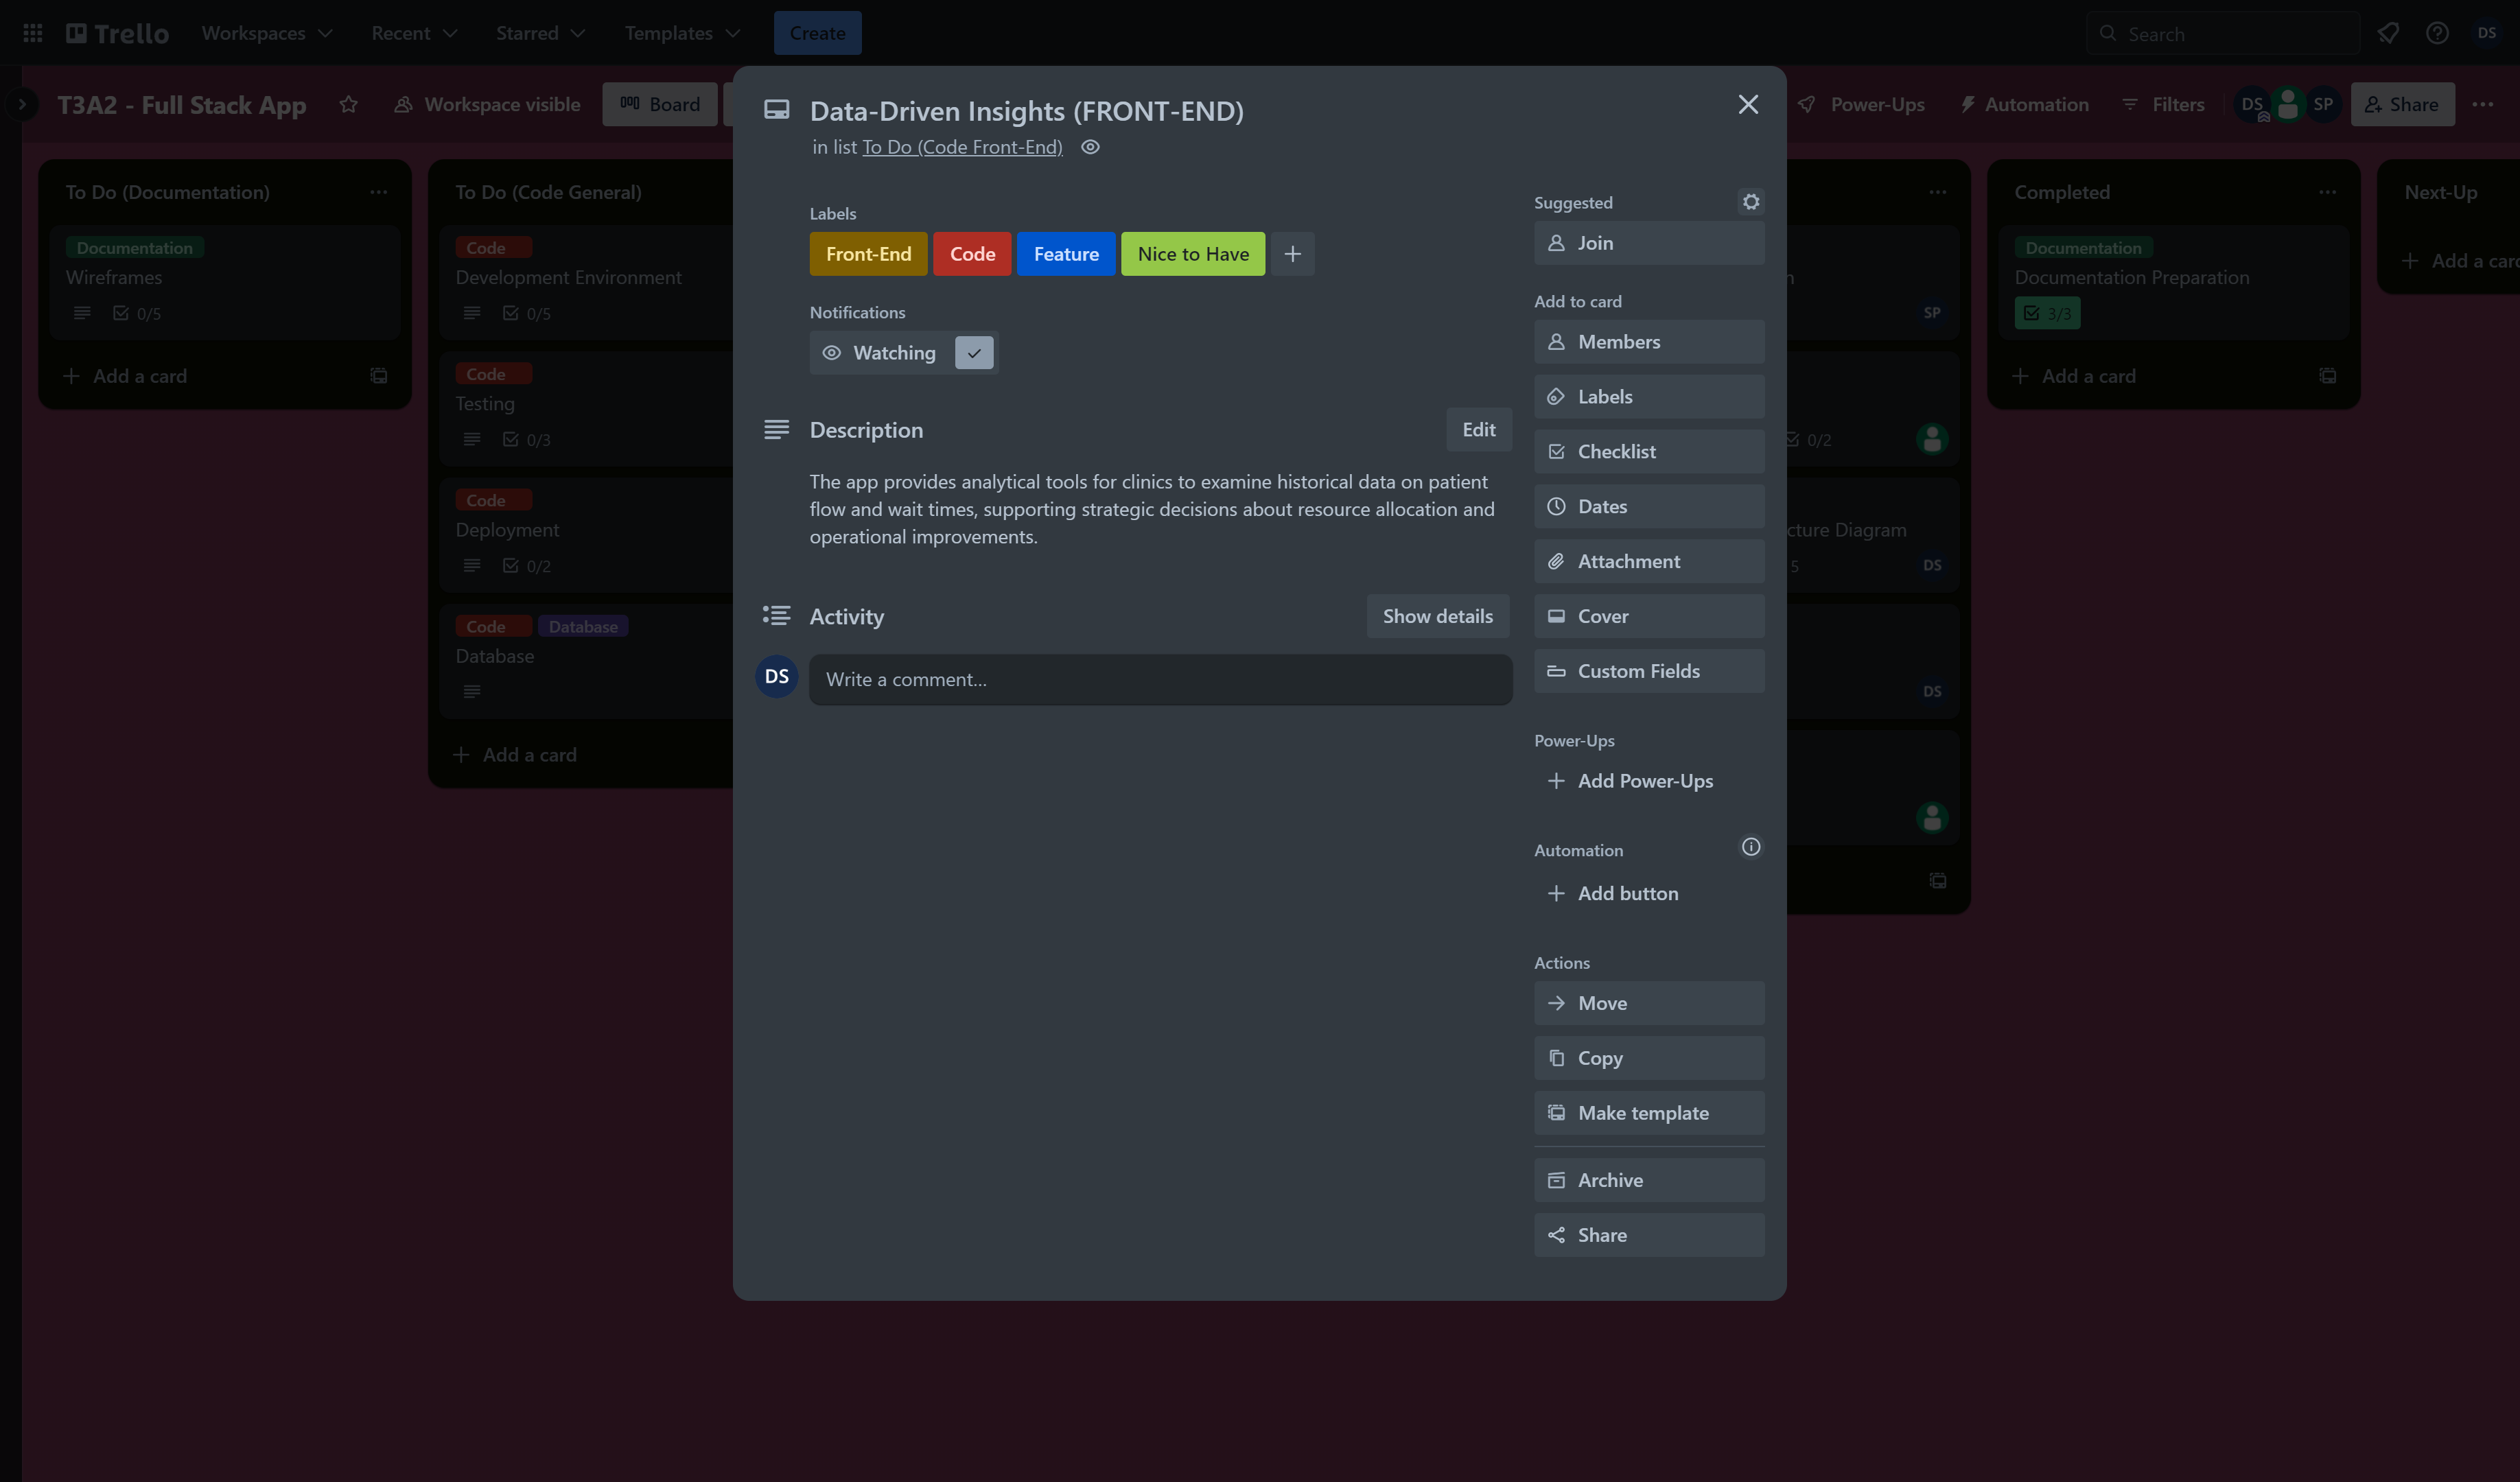 Trello
Workspaces
Recent
Starred
Templates
Create
Search
DS
T3A2 - Full Stack App
Workspace visible
Board
Power-Ups
Automation
Filters
DS
SP
Share
To Do (Documentation)
Documentation
Wireframes
0/5
Add a card
To Do (Code General)
Code
Development Environment
0/5
Code
Testing
0/3
Code
Deployment
0/2
Code Database
Database
Add a card
Data-Driven Insights (FRONT-END)
in list To Do (Code Front-End)
Labels
Front-End
Code
Feature
Nice to Have
Notifications
Watching
Description
Edit
The app provides analytical tools for clinics to examine historical data on patient
flow and wait times, supporting strategic decisions about resource allocation and
operational improvements.
Activity
Show details
DS
Write a comment...
Suggested
Join
Add to card
Members
Labels
Checklist
Dates
Attachment
Cover
Custom Fields
Power-Ups
Add Power-Ups
Automation
Add button
Actions
Move
Copy
Make template
Archive
Share
SP
0/2
cture Diagram
5
DS
DS
Completed
Documentation
Documentation Preparation
3/3
Add a card
Next-Up
Add a card